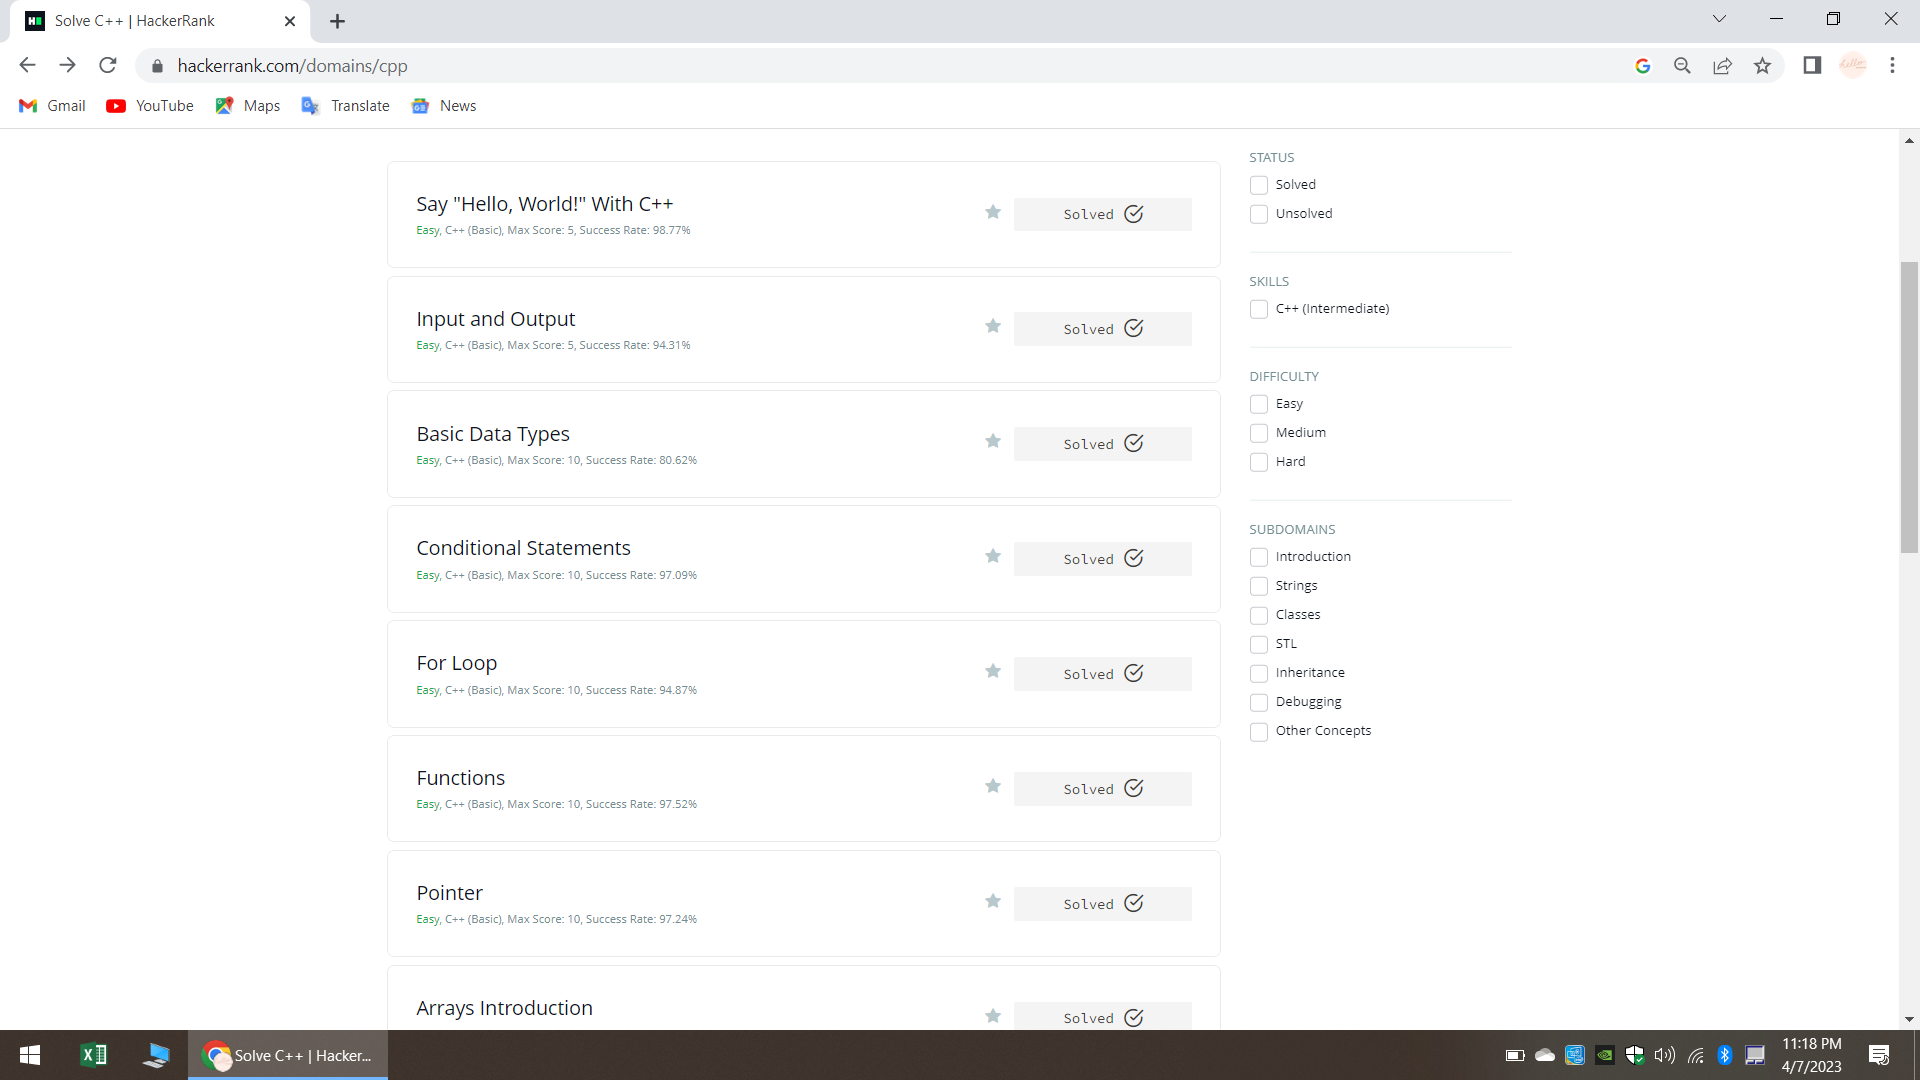 Solve C++ | HackerRank
hackerrank.com/domains/cpp
Gmail
YouTube
Maps
Translate
News
Say "Hello, World!" With C++
Easy, C++ (Basic), Max Score: 5, Success Rate: 98.77%
Solved
Input and Output
Easy, C++ (Basic), Max Score: 5, Success Rate: 94.31%
Solved
Basic Data Types
Easy, C++ (Basic), Max Score: 10, Success Rate: 80.62%
Solved
Conditional Statements
Easy, C++ (Basic), Max Score: 10, Success Rate: 97.09%
Solved
For Loop
Easy, C++ (Basic), Max Score: 10, Success Rate: 94.87%
Solved
Functions
Easy, C++ (Basic), Max Score: 10, Success Rate: 97.52%
Solved
Pointer
Easy, C++ (Basic), Max Score: 10, Success Rate: 97.24%
Solved
Arrays Introduction
Solved
STATUS
Solved
Unsolved
SKILLS
C++ (Intermediate)
DIFFICULTY
Easy
Medium
Hard
SUBDOMAINS
Introduction
Strings
Classes
STL
Inheritance
Debugging
Other Concepts
Solve C++ | Hacker...
11:18 PM
4/7/2023